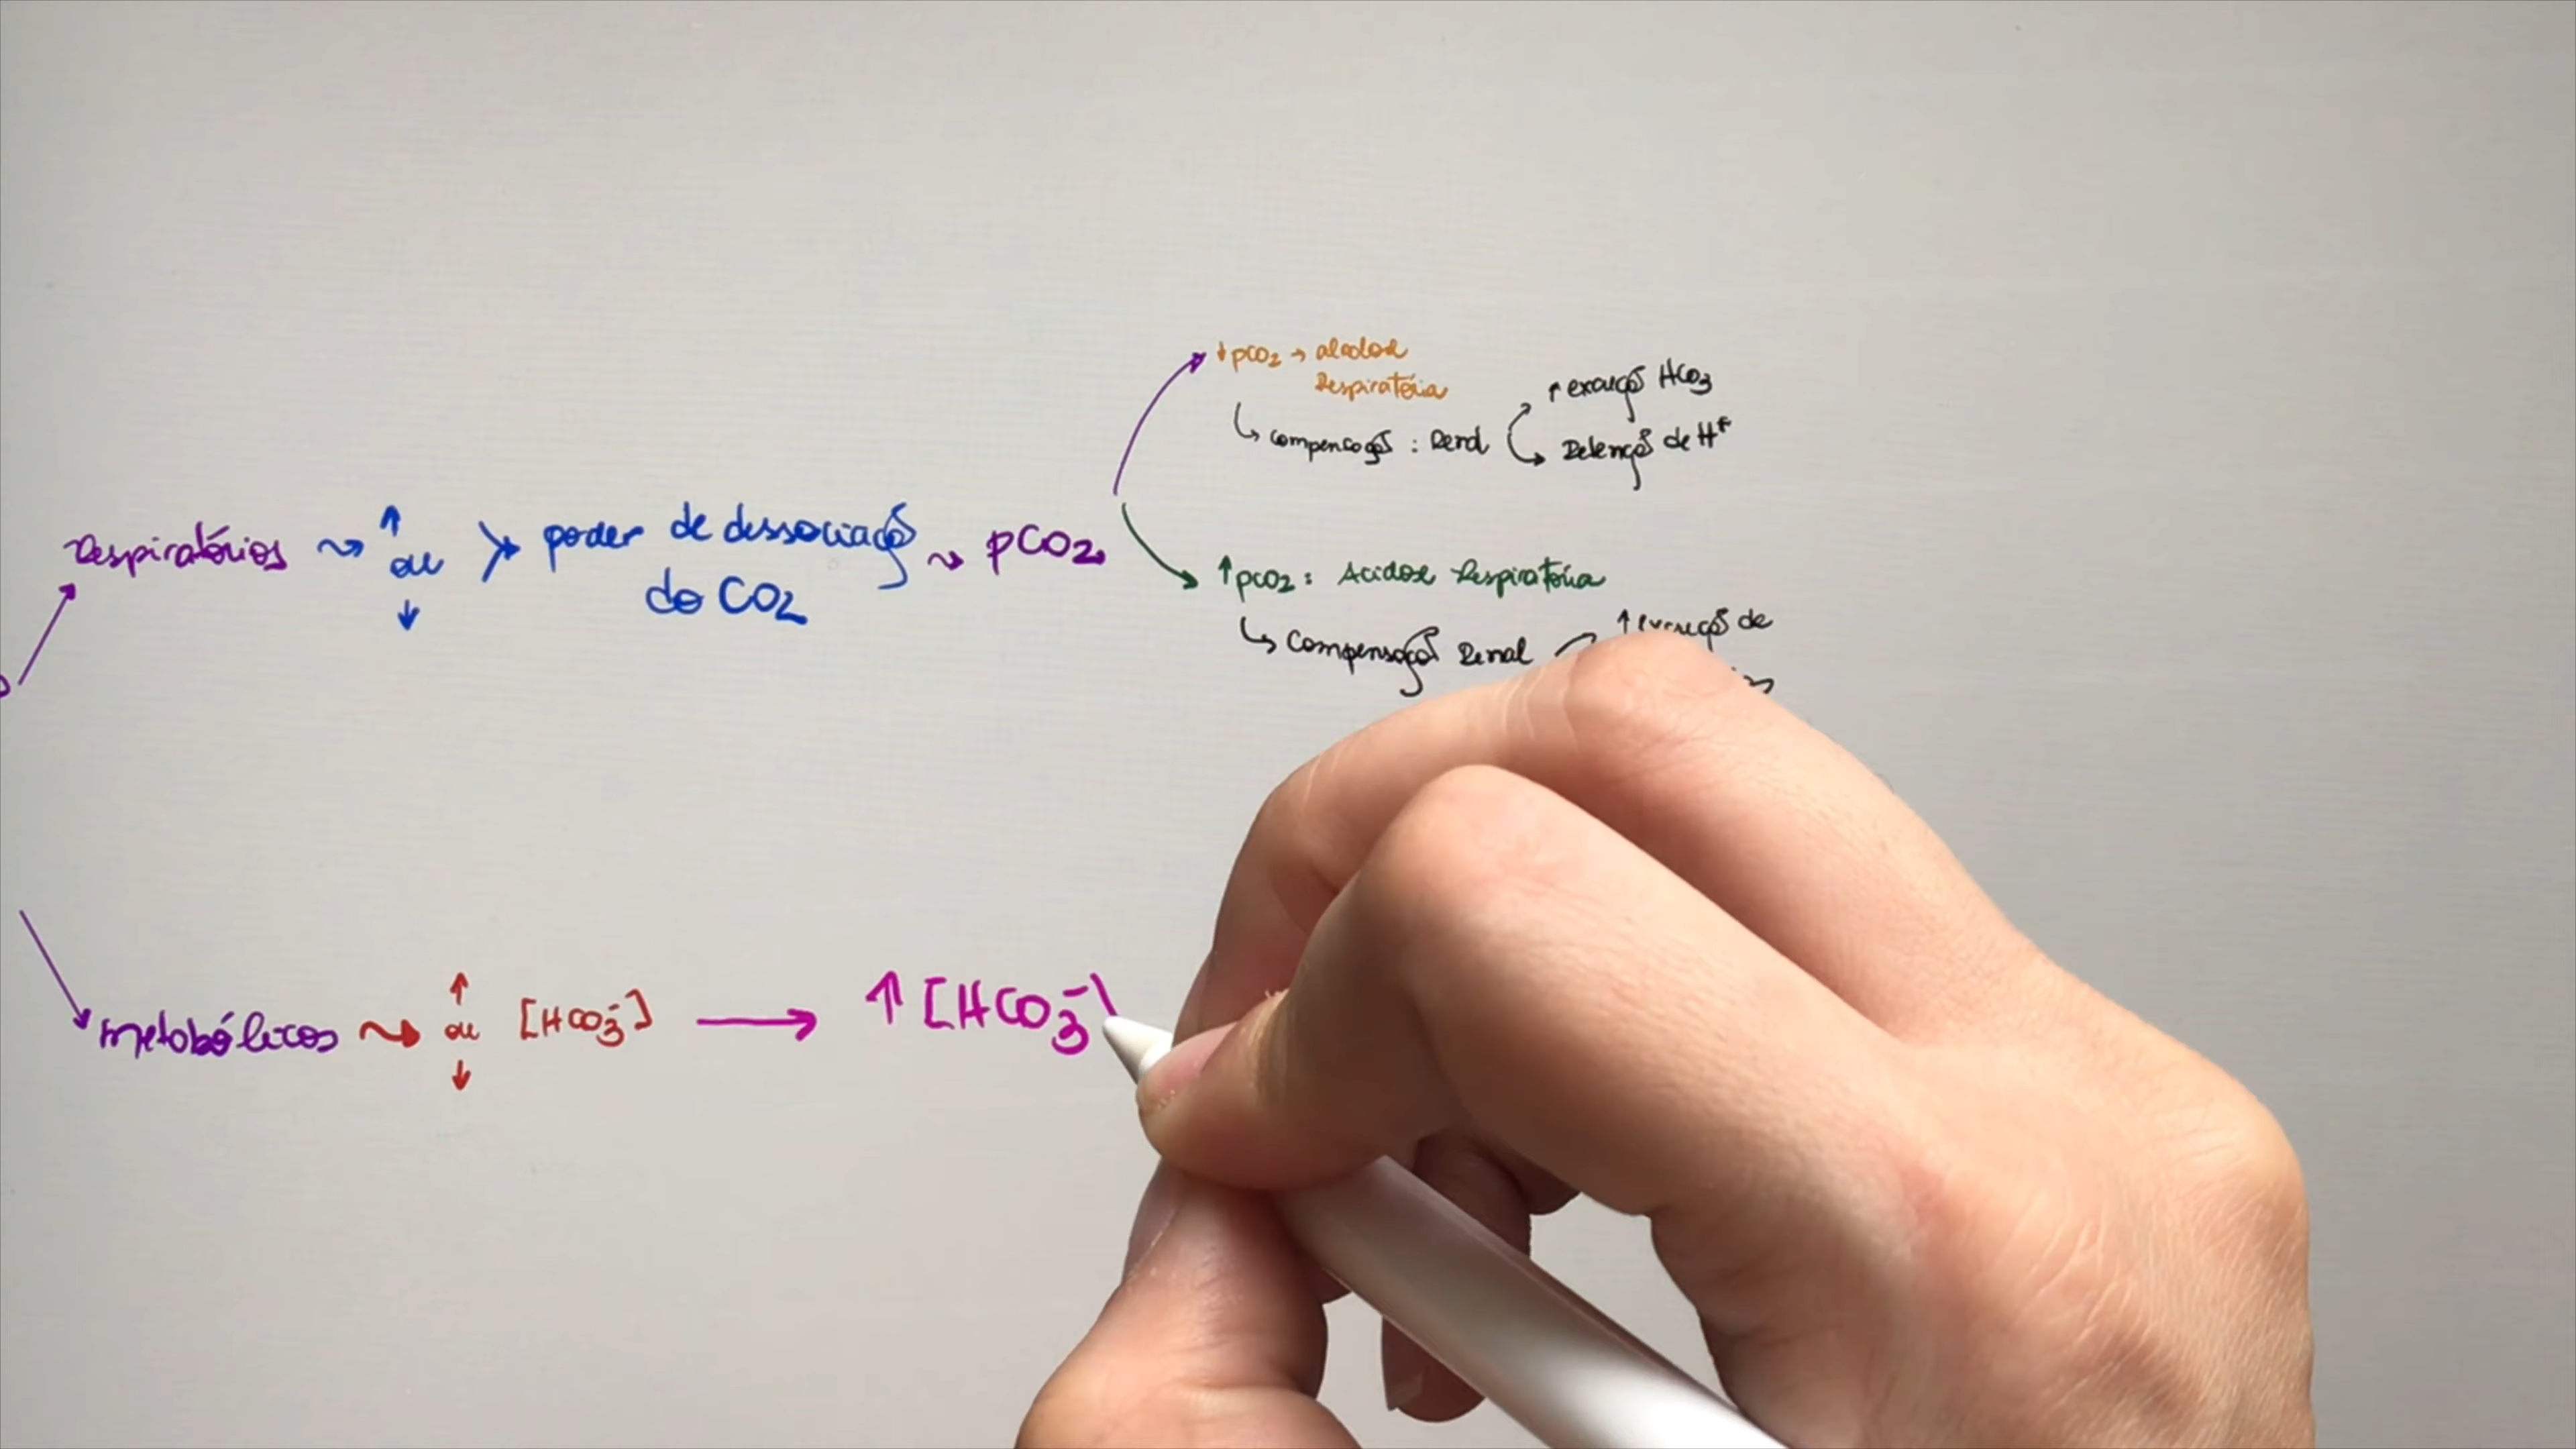 ↓ pCO2 → alcalose
Respiratória
↳ compensação : Renal
↑ excreção HCO3
Retenção de H+
Respiratórios ↝ ↑ ou ↓
poder de dissociação
do CO2
↝ pCO2
↑ pCO2 : Acidose Respiratória
↳ Compensação Renal
↑ excreção de
metabólicos ↝ ↑ ou ↓ [HCO3-] → ↑ [HCO3-